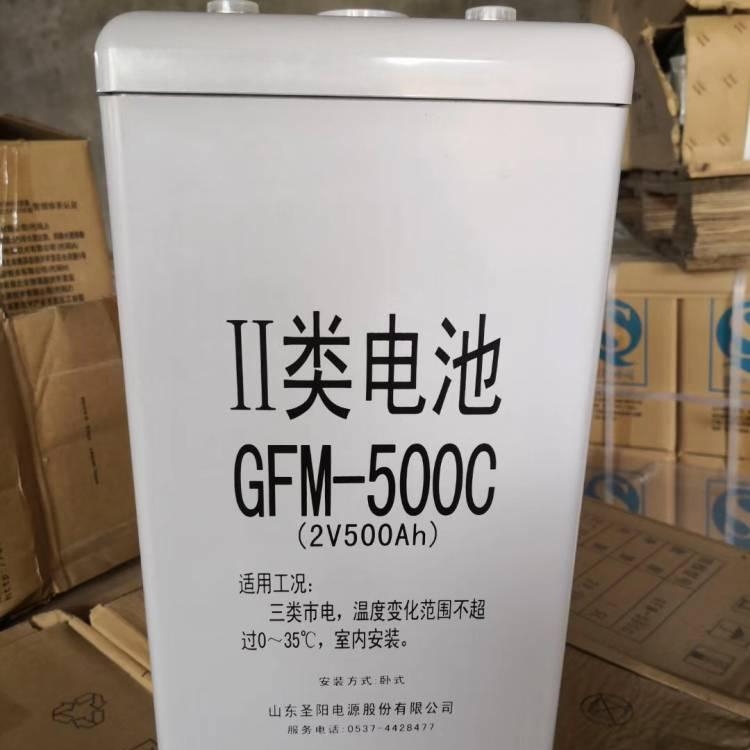 II类电池
GFM-500C
(2V500Ah)
适用工况:
三类市电,温度变化范围不超
过0~35℃,室内安装。
安装方式:卧式
山东圣阳电源股份有限公司
服务电话:0537-4428477